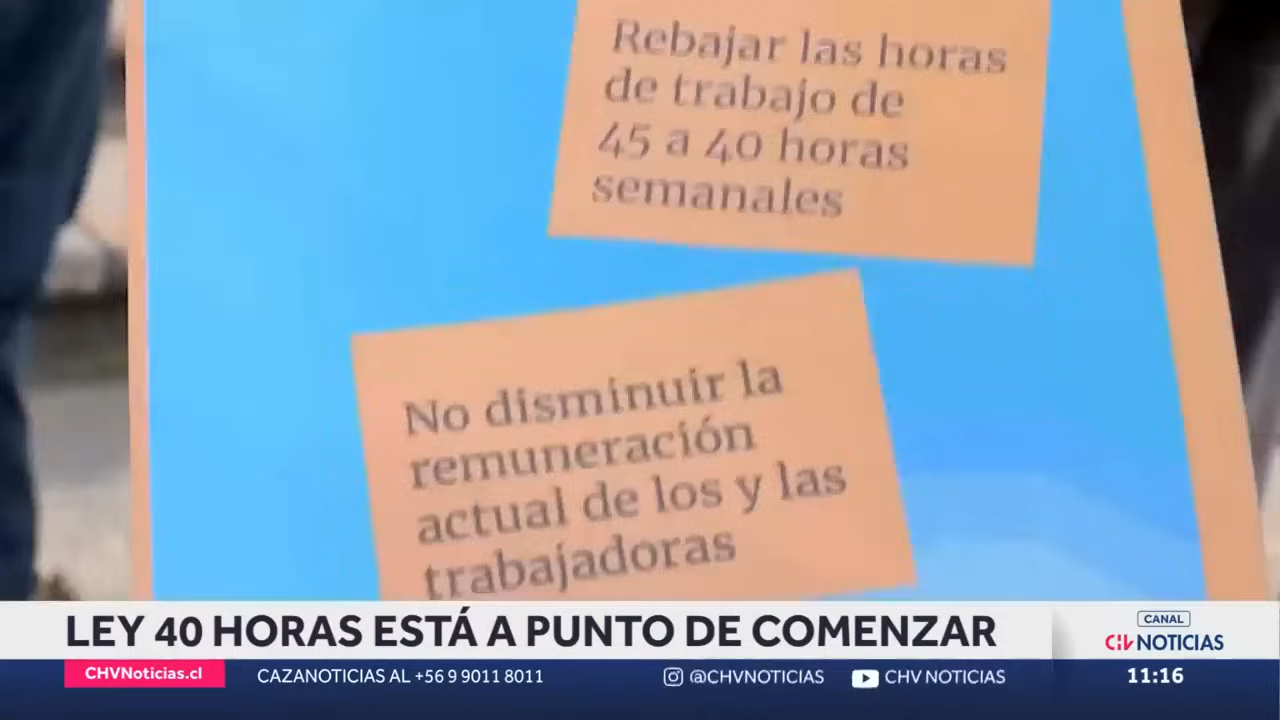 Rebajar las horas
de trabajo de
45 a 40 horas
semanales
No disminuir la
remuneración
actual de los y las
trabajadoras
LEY 40 HORAS ESTÁ A PUNTO DE COMENZAR
CANAL
CHV NOTICIAS
CHVNoticias.cl
CAZANOTICIAS AL +56 9 9011 8011
@CHVNOTICIAS
CHV NOTICIAS
11:16